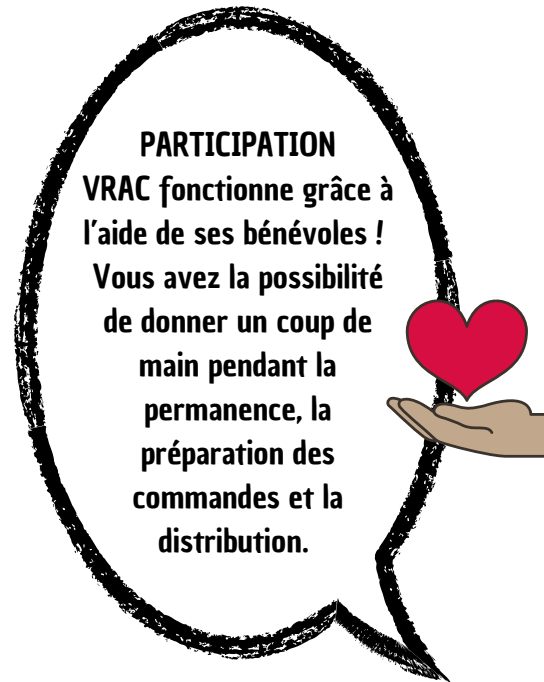 PARTICIPATION
VRAC fonctionne grâce à
l'aide de ses bénévoles !
Vous avez la possibilité
de donner un coup de
main pendant la
permanence, la
préparation des
commandes et la
distribution.